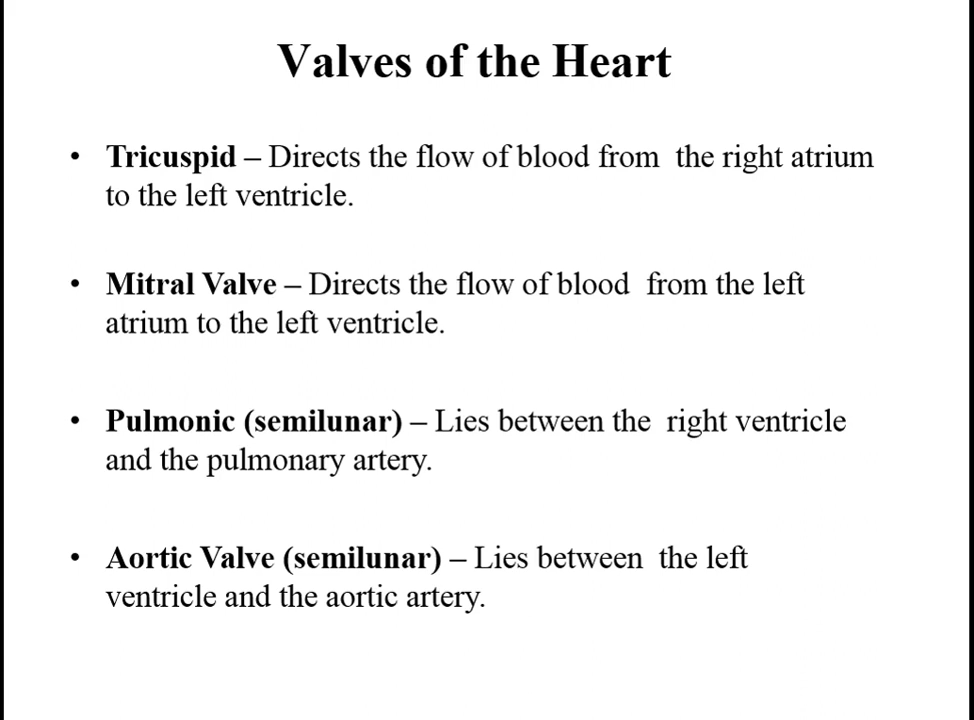 Valves of the Heart
• Tricuspid – Directs the flow of blood from the right atrium
to the left ventricle.
• Mitral Valve – Directs the flow of blood from the left
atrium to the left ventricle.
• Pulmonic (semilunar) – Lies between the right ventricle
and the pulmonary artery.
• Aortic Valve (semilunar) – Lies between the left
ventricle and the aortic artery.